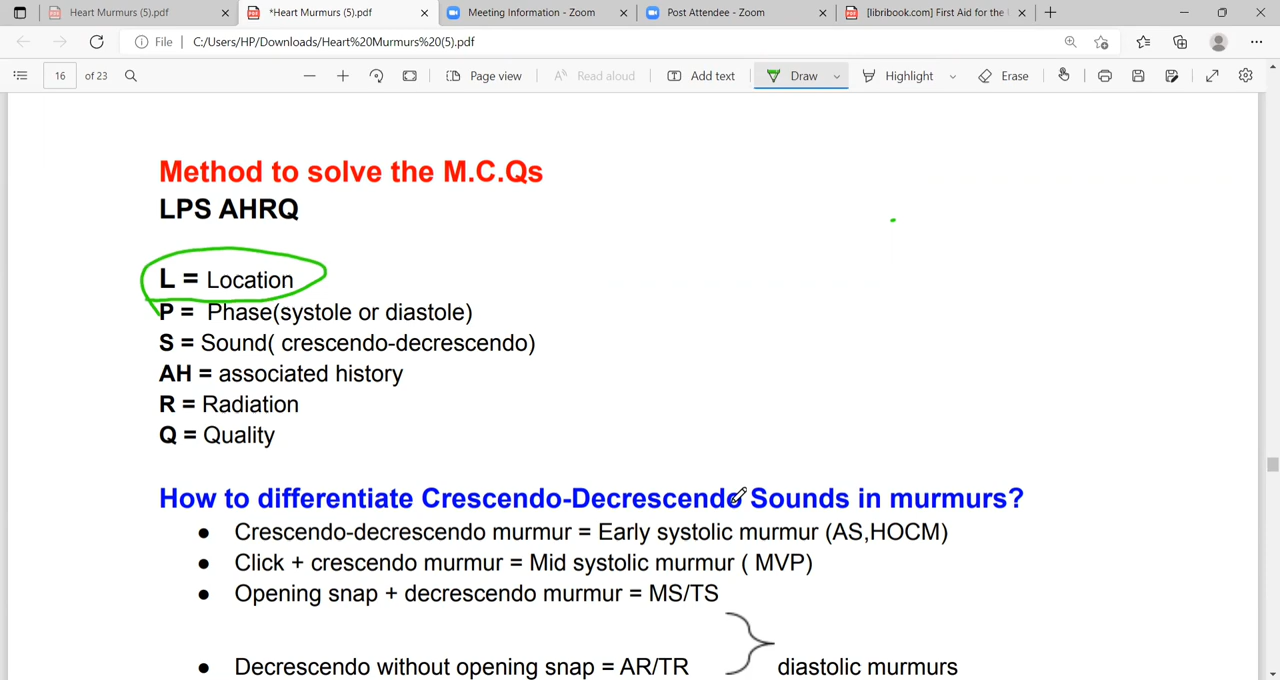 Heart Murmurs (5).pdf
*Heart Murmurs (5).pdf
Meeting Information - Zoom
Post Attendee - Zoom
[libribook.com] First Aid for the
File
C:/Users/HP/Downloads/Heart%20Murmurs%20(5).pdf
16 of 23
Page view
Read aloud
Add text
Draw
Highlight
Erase
Method to solve the M.C.Qs
LPS AHRQ
L = Location
P = Phase(systole or diastole)
S = Sound( crescendo-decrescendo)
AH = associated history
R = Radiation
Q = Quality
How to differentiate Crescendo-Decrescendo Sounds in murmurs?
● Crescendo-decrescendo murmur = Early systolic murmur (AS,HOCM)
● Click + crescendo murmur = Mid systolic murmur ( MVP)
● Opening snap + decrescendo murmur = MS/TS
● Decrescendo without opening snap = AR/TR
diastolic murmurs